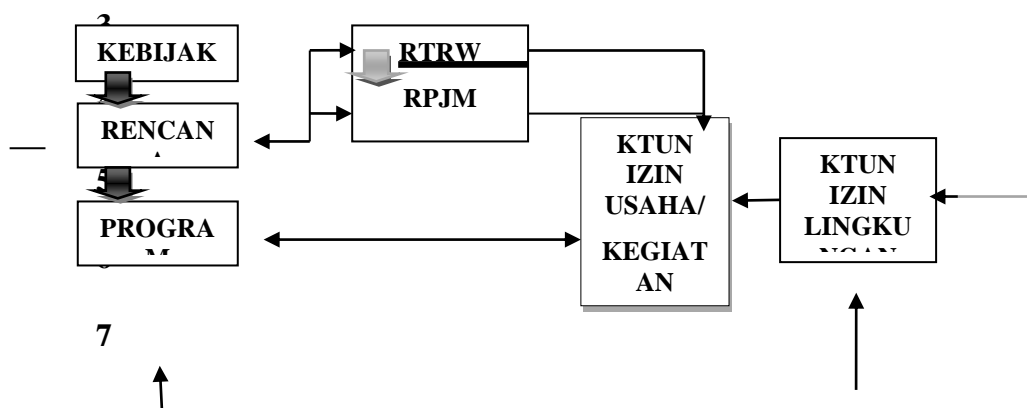 3
KEBIJAK
RENCAN
PROGRA
7
RTRW
RPJM
KTUN
IZIN
USAHA/
KEGIAT
AN
KTUN
IZIN
LINGKU